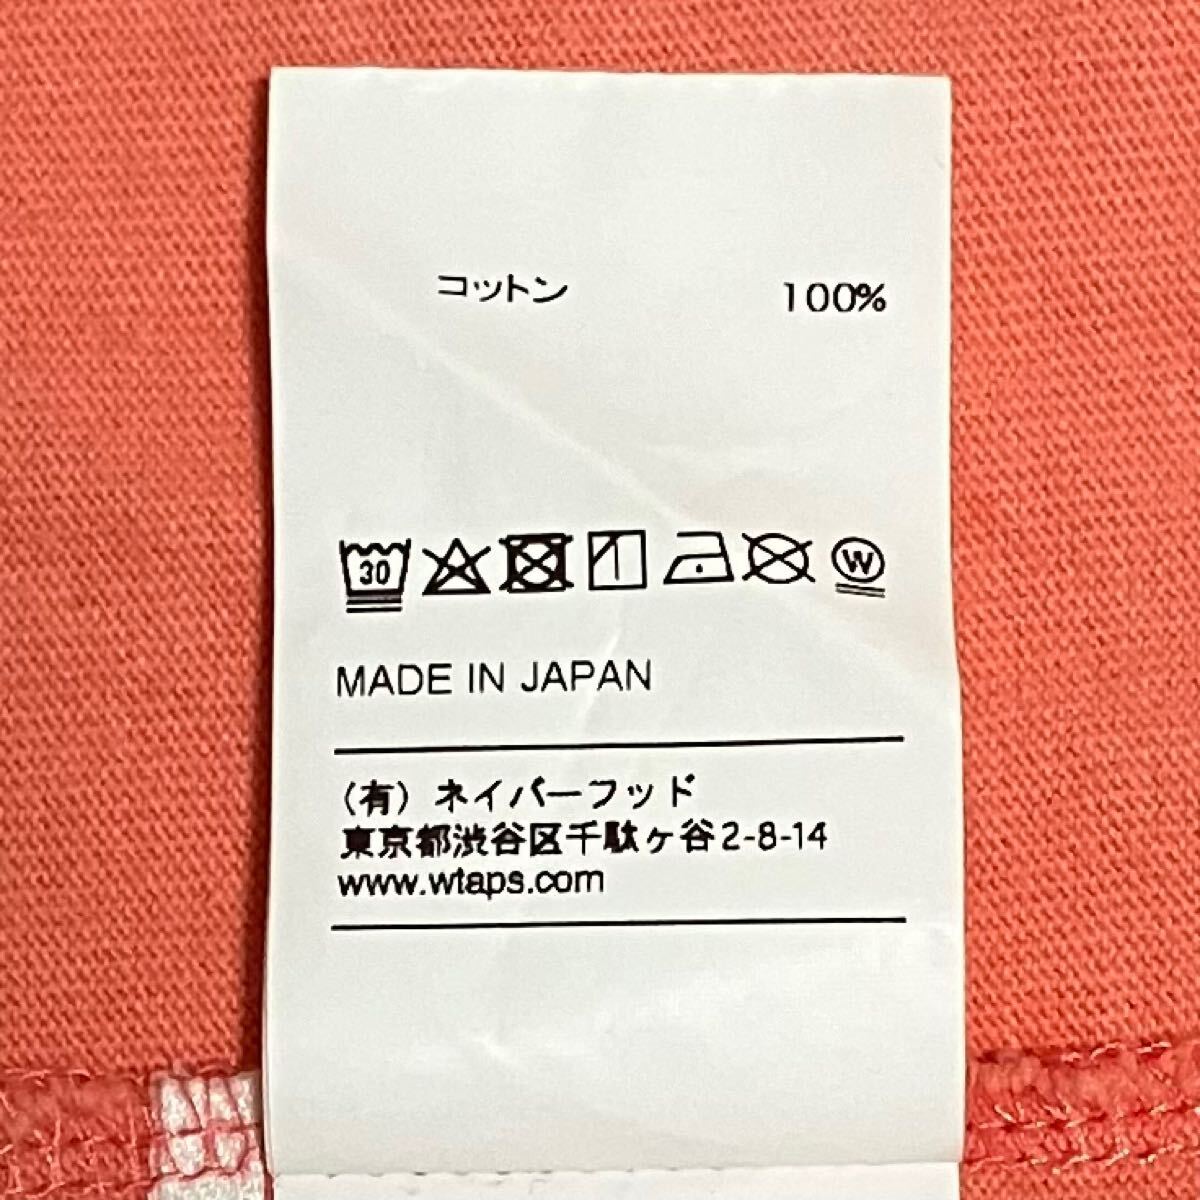 コットン 100%
30 W
MADE IN JAPAN
(有) ネイバーフッド
東京都渋谷区千駄ヶ谷2-8-14
www.wtaps.com